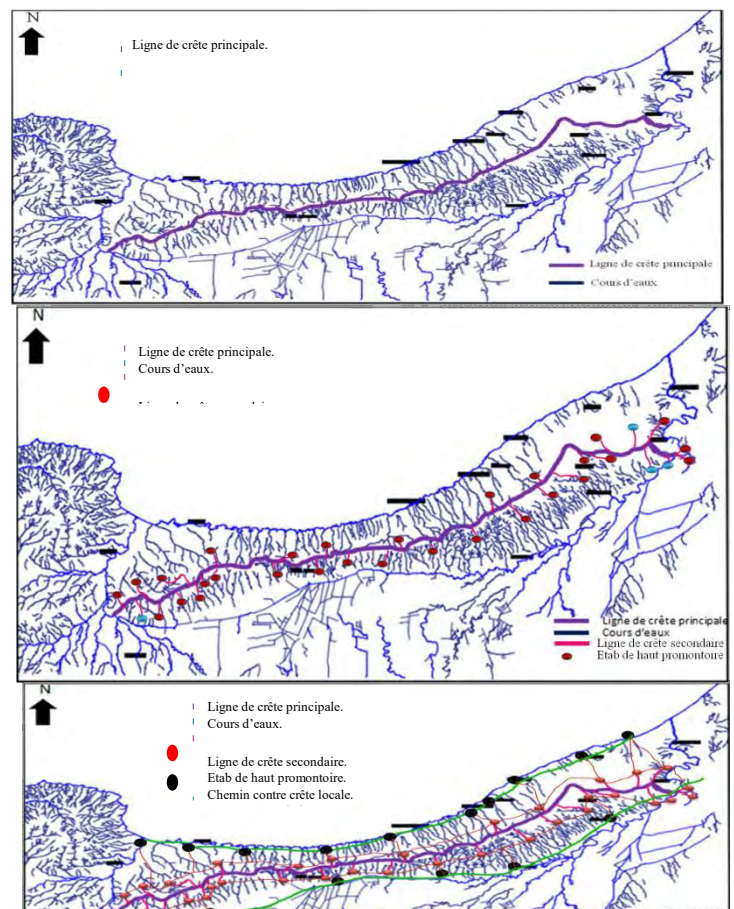 N
Ligne de crête principale.
Ligne de crête principale
Cours d'eaux
N
Ligne de crête principale.
Cours d'eaux.
Ligne de crête principale
Cours d'eaux
Ligne de crête secondaire
Etab de haut promontoire
N
Ligne de crête principale.
Cours d'eaux.
Ligne de crête secondaire.
Etab de haut promontoire.
Chemin contre crête locale.